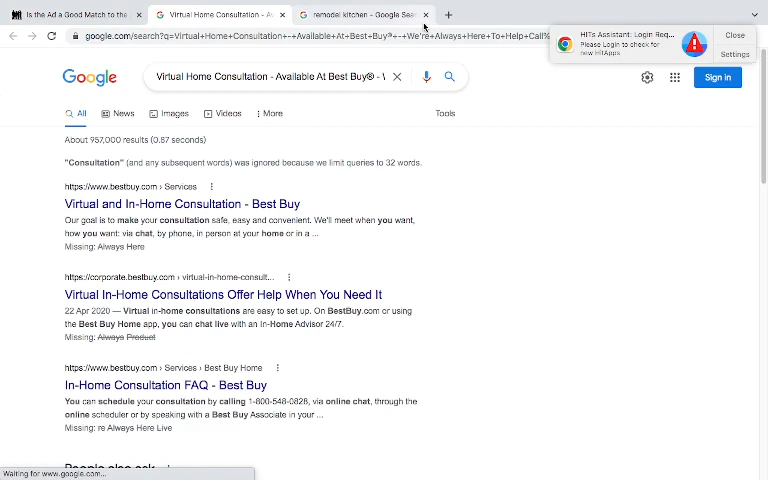 Is the Ad a Good Match to the
Virtual Home Consultation - Av
remodel kitchen - Google Sear
google.com/search?q=Virtual+Home+Consultation+-+Available+At+Best+Buy®+-+We're+Always+Here+To+Help+Call%
HITs Assistant: Login Req...
Please Login to check for
new HitApps
Close
Settings
Google
Virtual Home Consultation - Available At Best Buy® - W
Sign in
All
News
Images
Videos
More
Tools
About 957,000 results (0.87 seconds)
"Consultation" (and any subsequent words) was ignored because we limit queries to 32 words.
https://www.bestbuy.com › Services
Virtual and In-Home Consultation - Best Buy
Our goal is to make your consultation safe, easy and convenient. We'll meet when you want,
how you want: via chat, by phone, in person at your home or in a ...
Missing: Always Here
https://corporate.bestbuy.com › virtual-in-home-consult...
Virtual In-Home Consultations Offer Help When You Need It
22 Apr 2020 — Virtual in-home consultations are easy to set up. On BestBuy.com or using
the Best Buy Home app, you can chat live with an In-Home Advisor 24/7.
Missing: Always Product
https://www.bestbuy.com › Services › Best Buy Home
In-Home Consultation FAQ - Best Buy
You can schedule your consultation by calling 1-800-548-0828, via online chat, through the
online scheduler or by speaking with a Best Buy Associate in your ...
Missing: re Always Here Live
People also ask
Waiting for www.google.com...